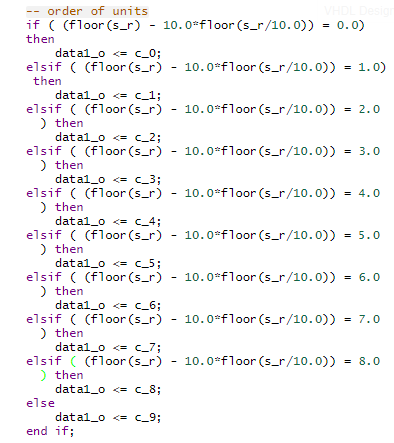 VHDL Design
-- order of units
if ( (floor(s_r) - 10.0*floor(s_r/10.0)) = 0.0)
then
    data1_o <= c_0;
elsif ( (floor(s_r) - 10.0*floor(s_r/10.0)) = 1.0)
 then
    data1_o <= c_1;
elsif ( (floor(s_r) - 10.0*floor(s_r/10.0)) = 2.0
  ) then
    data1_o <= c_2;
elsif ( (floor(s_r) - 10.0*floor(s_r/10.0)) = 3.0
  ) then
    data1_o <= c_3;
elsif ( (floor(s_r) - 10.0*floor(s_r/10.0)) = 4.0
  ) then
    data1_o <= c_4;
elsif ( (floor(s_r) - 10.0*floor(s_r/10.0)) = 5.0
  ) then
    data1_o <= c_5;
elsif ( (floor(s_r) - 10.0*floor(s_r/10.0)) = 6.0
  ) then
    data1_o <= c_6;
elsif ( (floor(s_r) - 10.0*floor(s_r/10.0)) = 7.0
  ) then
    data1_o <= c_7;
elsif ( (floor(s_r) - 10.0*floor(s_r/10.0)) = 8.0
  ) then
    data1_o <= c_8;
else
    data1_o <= c_9;
end if;